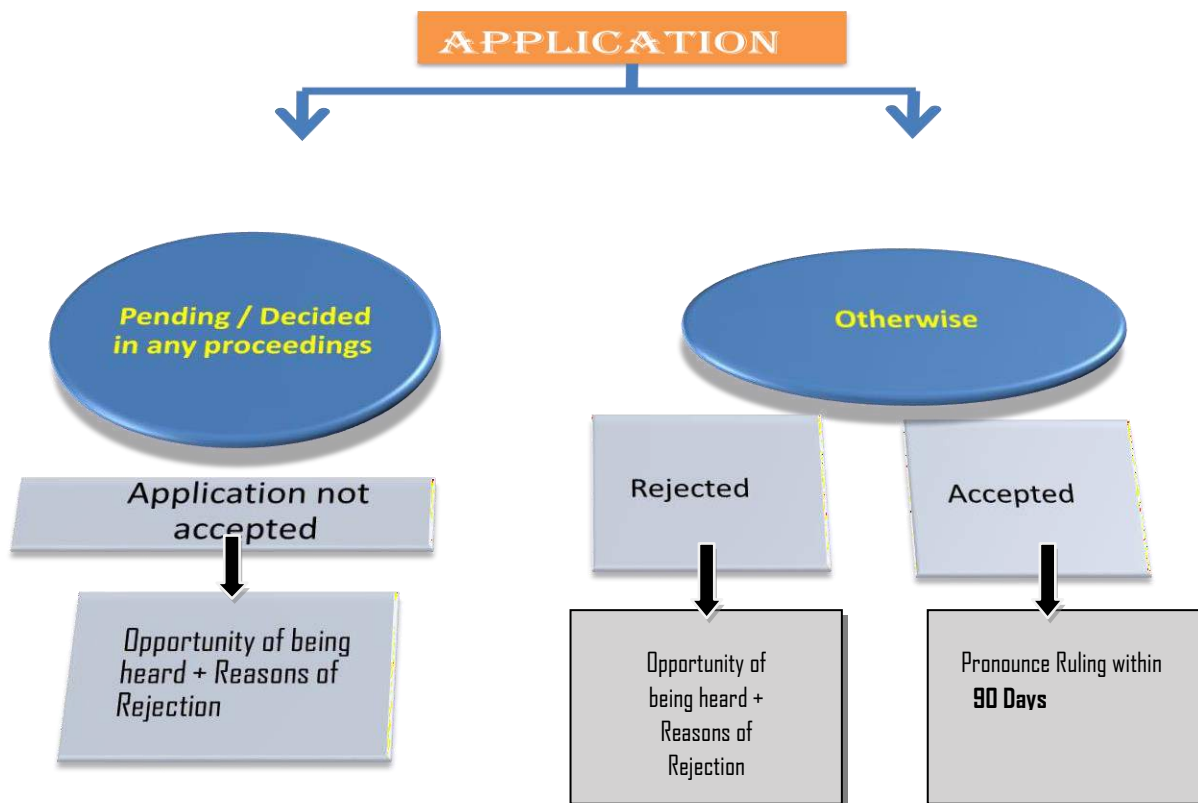 APPLICATION
Pending / Decided
in any proceedings
Otherwise
Application not
accepted
Rejected
Accepted
Opportunity of being
heard + Reasons of
Rejection
Opportunity of
being heard +
Reasons of
Rejection
Pronounce Ruling within
90 Days